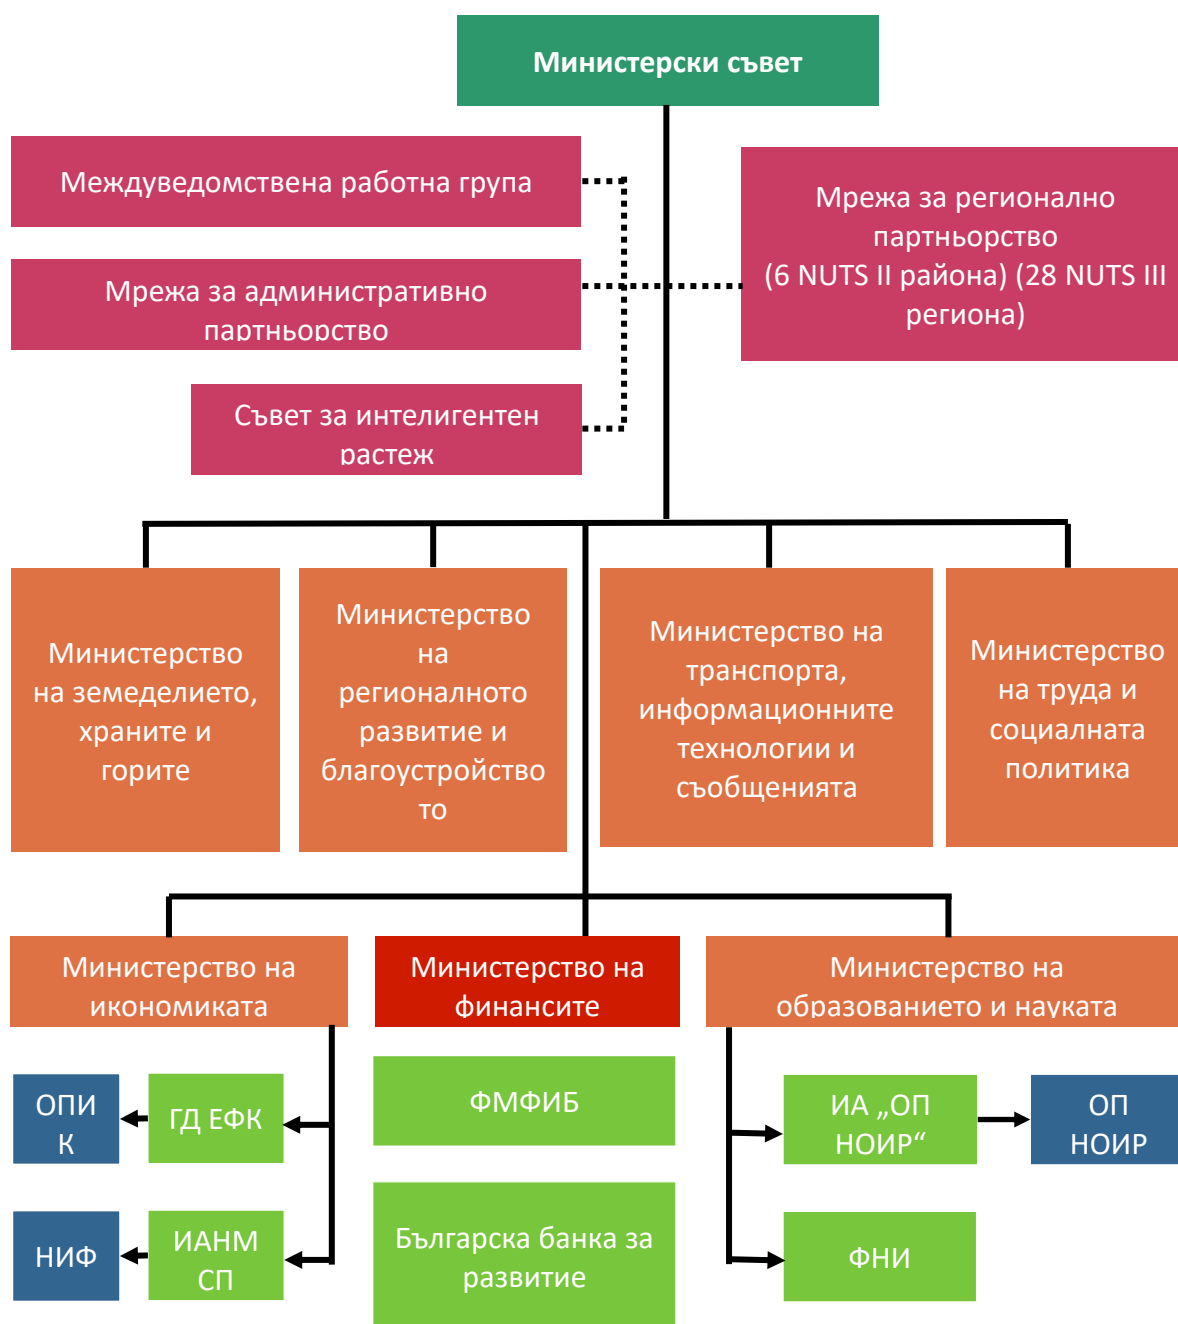 Министерски съвет
Междуведомствена работна група
Мрежа за административно
партньорство
Съвет за интелигентен
растеж
Мрежа за регионално
партньорство
(6 NUTS II района) (28 NUTS III
региона)
Министерство
на земеделието,
храните и
горите
Министерство
на
регионалното
развитие и
благоустройство
то
Министерство на
транспорта,
информационните
технологии и
съобщенията
Министерство
на труда и
социалната
политика
Министерство на
икономиката
Министерство на
финансите
Министерство на
образованието и науката
ОПИ
К
ГД ЕФК
НИФ
ИАНМ
СП
ФМФИБ
Българска банка за
развитие
ИА „ОП
НОИР“
ОП
НОИР
ФНИ